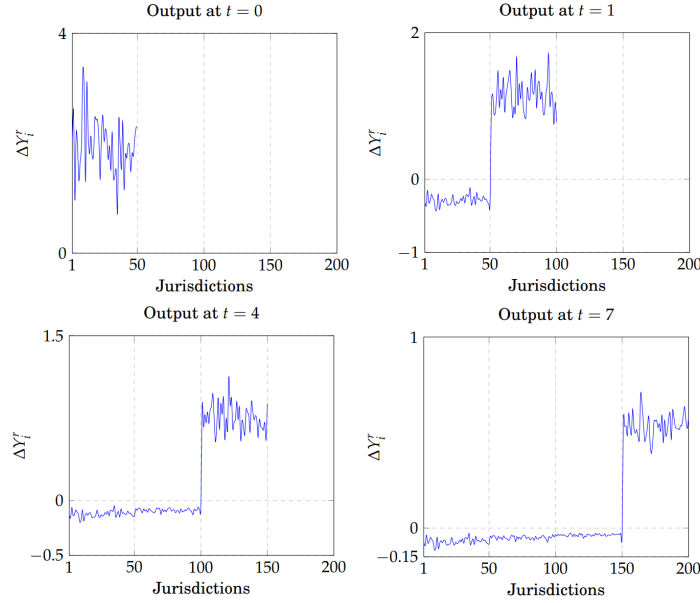 Output at t = 0
4
0
ΔY_i^r
1 50 100 150 200
Jurisdictions
Output at t = 1
2
0
−1
ΔY_i^r
1 50 100 150 200
Jurisdictions
Output at t = 4
1.5
0
−0.5
ΔY_i^r
1 50 100 150 200
Jurisdictions
Output at t = 7
1
0
−0.15
ΔY_i^r
1 50 100 150 200
Jurisdictions